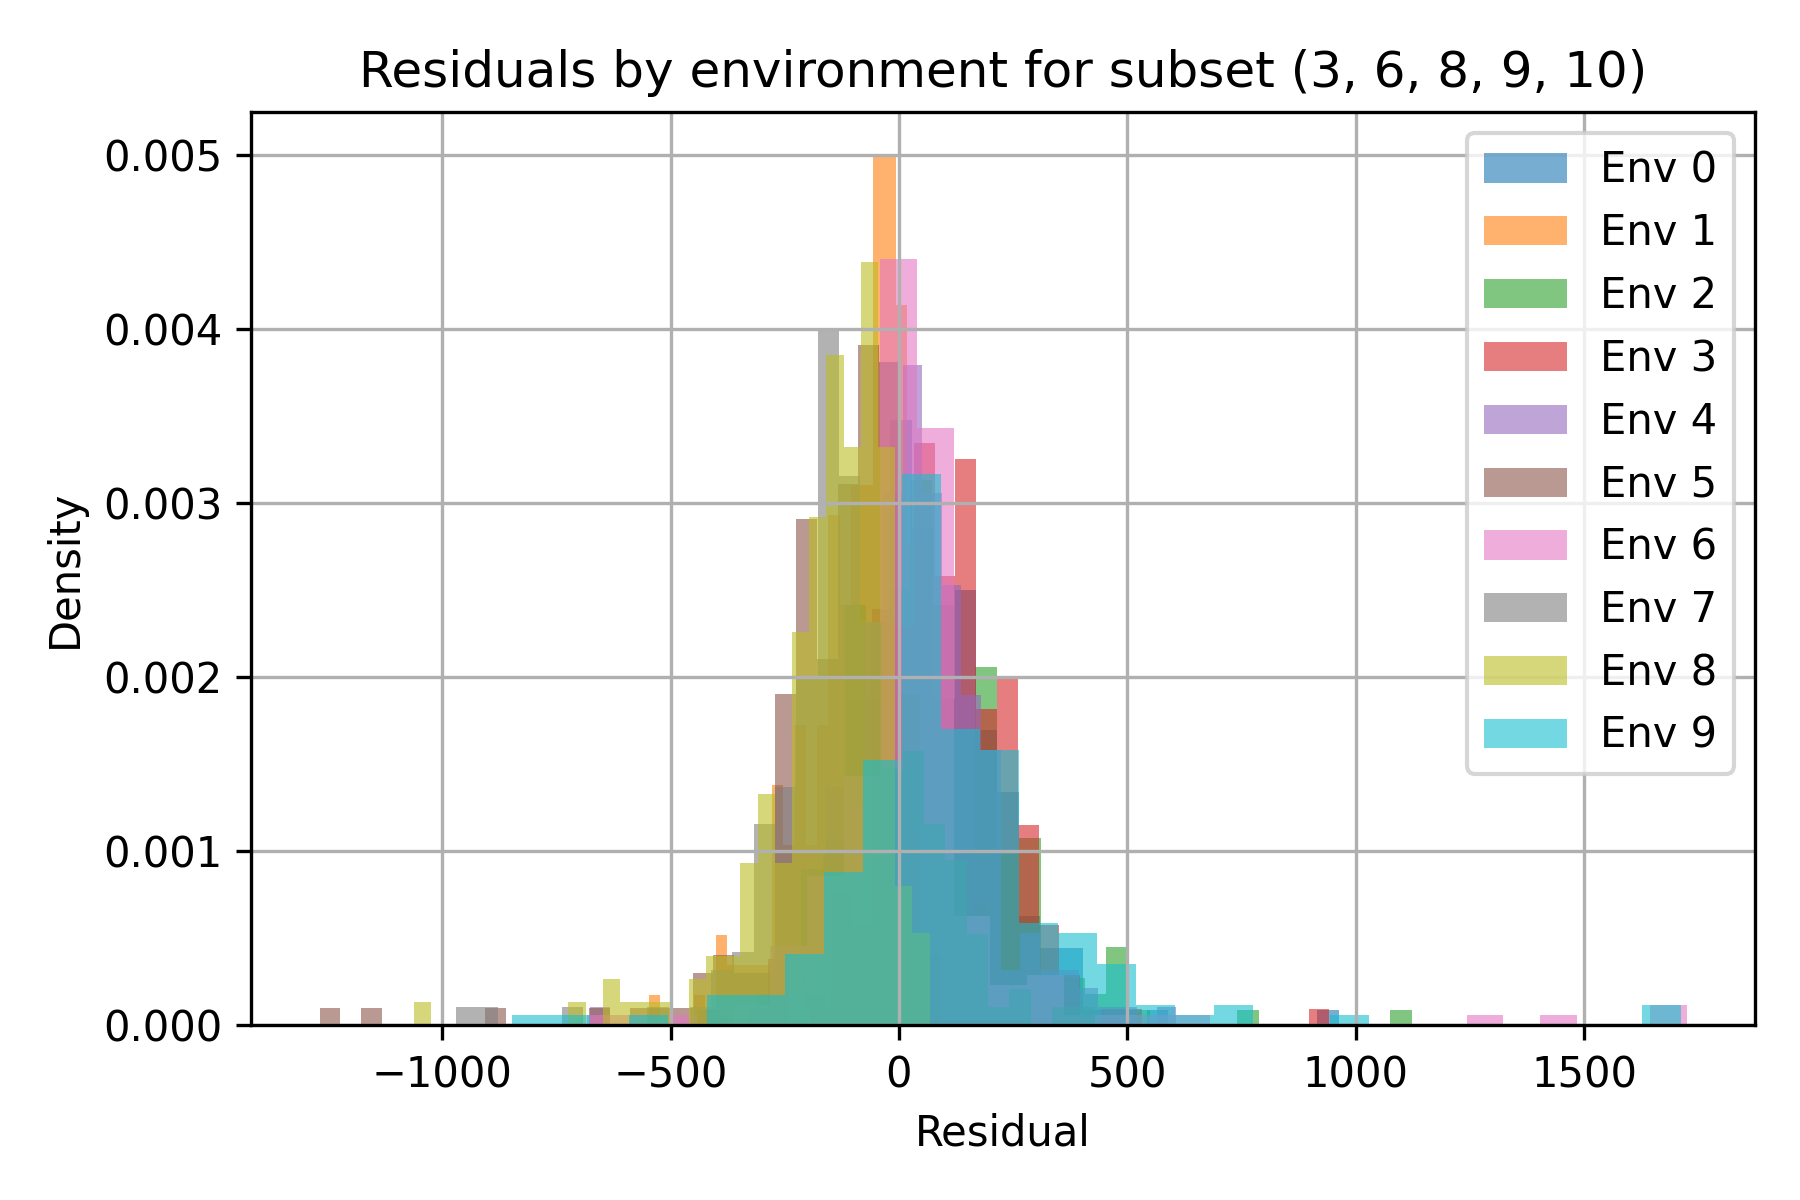 Residuals by environment for subset (3, 6, 8, 9, 10)
0.005
0.004
0.003
0.002
0.001
0.000
Density
−1000
−500
0
500
1000
1500
Residual
Env 0
Env 1
Env 2
Env 3
Env 4
Env 5
Env 6
Env 7
Env 8
Env 9